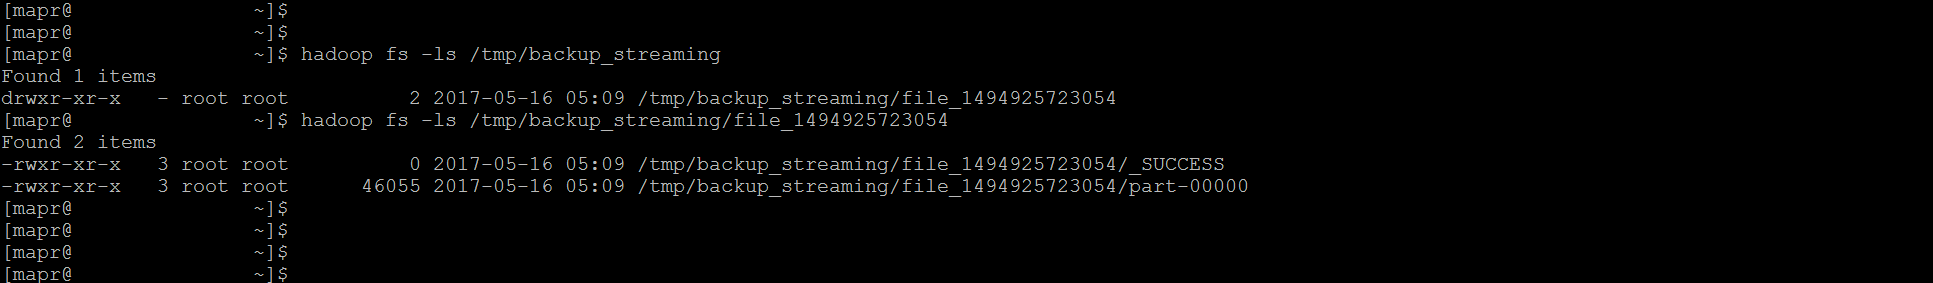 [mapr@ ~]$
[mapr@ ~]$
[mapr@ ~]$ hadoop fs -ls /tmp/backup_streaming
Found 1 items
drwxr-xr-x   - root root          2 2017-05-16 05:09 /tmp/backup_streaming/file_1494925723054
[mapr@ ~]$ hadoop fs -ls /tmp/backup_streaming/file_1494925723054
Found 2 items
-rwxr-xr-x   3 root root          0 2017-05-16 05:09 /tmp/backup_streaming/file_1494925723054/_SUCCESS
-rwxr-xr-x   3 root root      46055 2017-05-16 05:09 /tmp/backup_streaming/file_1494925723054/part-00000
[mapr@ ~]$
[mapr@ ~]$
[mapr@ ~]$
[mapr@ ~]$